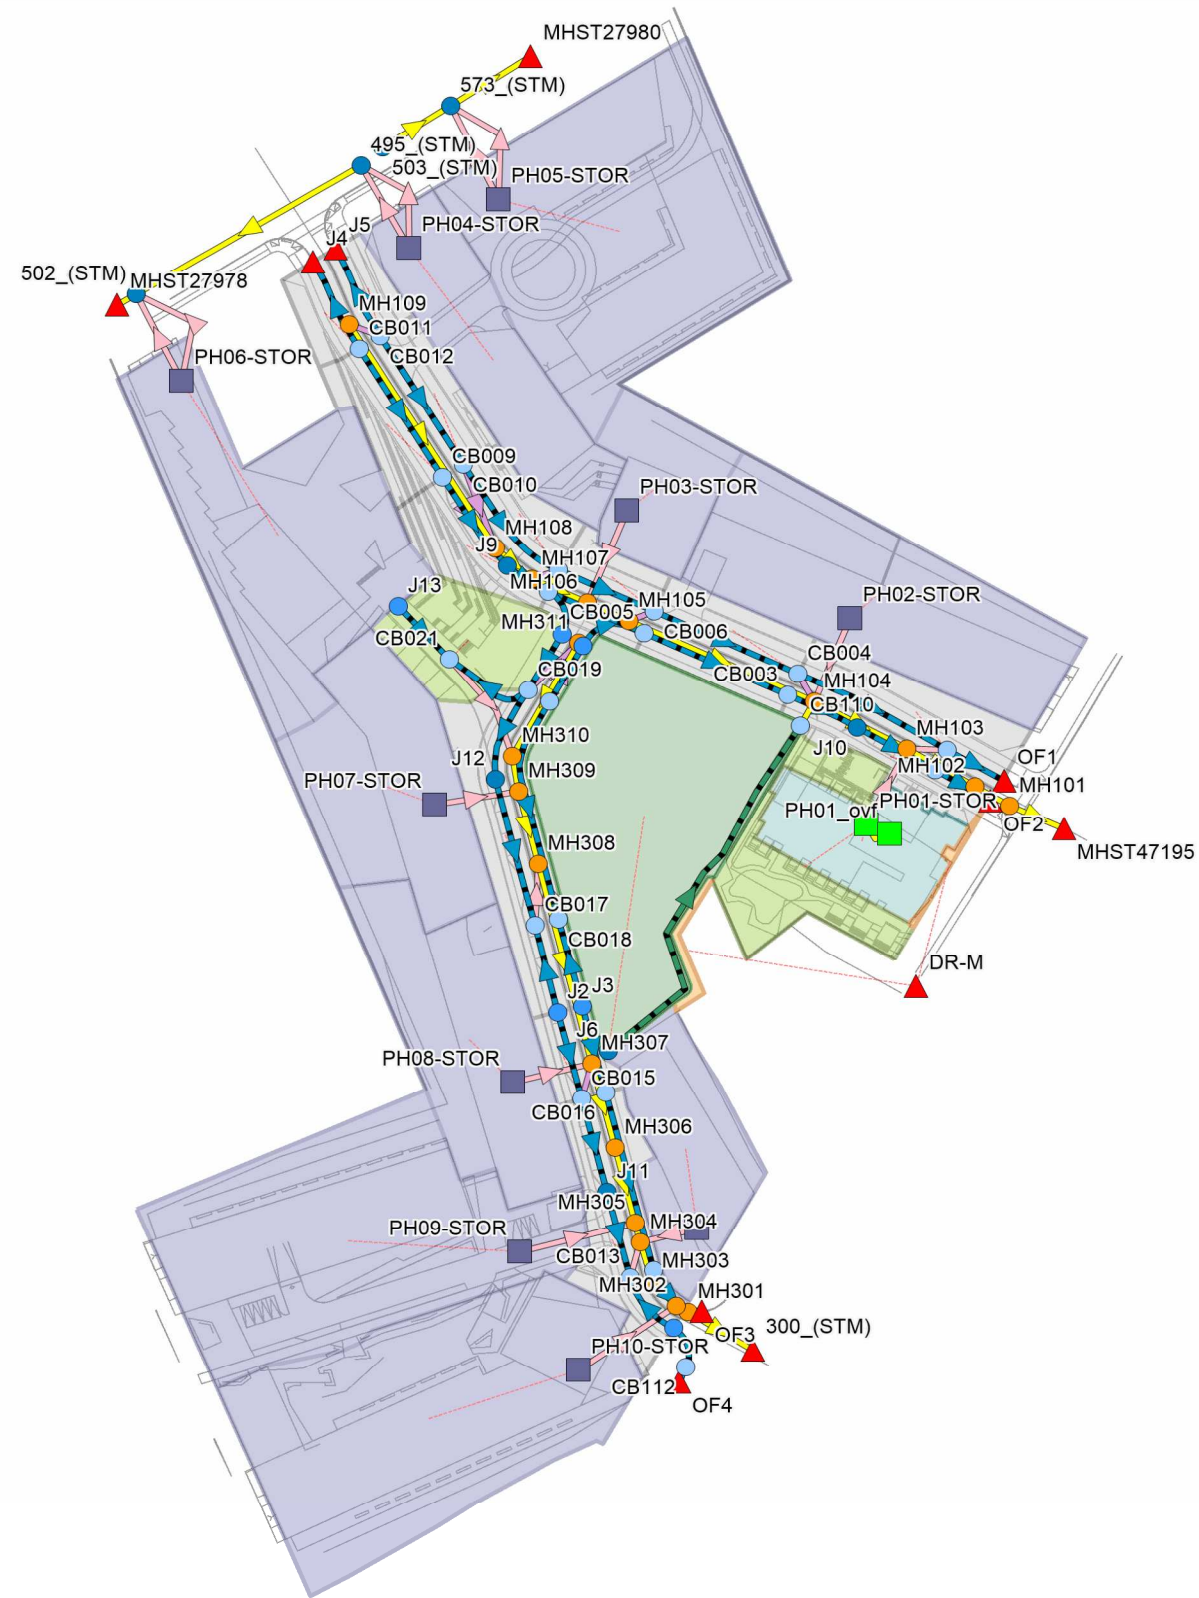 MHST27980
573_(STM)
495_(STM)
503_(STM)
PH05-STOR
PH04-STOR
J5
J4
502_(STM)
MHST27978
MH109
CB011
CB012
PH06-STOR
CB009
CB010
PH03-STOR
MH108
J9
MH107
MH106
J13
CB005
MH105
PH02-STOR
MH311
CB006
CB021
CB004
CB019
CB003
MH104
CB110
MH103
J10
MH310
OF1
J12
MH309
MH102
MH101
PH07-STOR
PH01-STOR
PH01_ovf
OF2
MH308
MHST47195
CB017
CB018
DR-M
J2
J3
J6
MH307
PH08-STOR
CB015
CB016
MH306
J11
MH305
PH09-STOR
MH304
CB013
MH303
MH302
MH301
300_(STM)
OF3
PH10-STOR
CB112
OF4